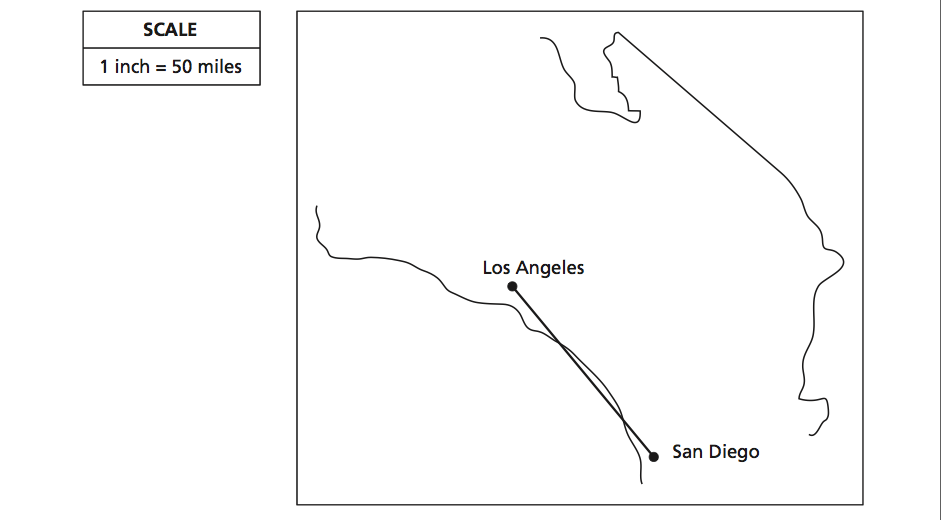 SCALE
1 inch = 50 miles
Los Angeles
San Diego